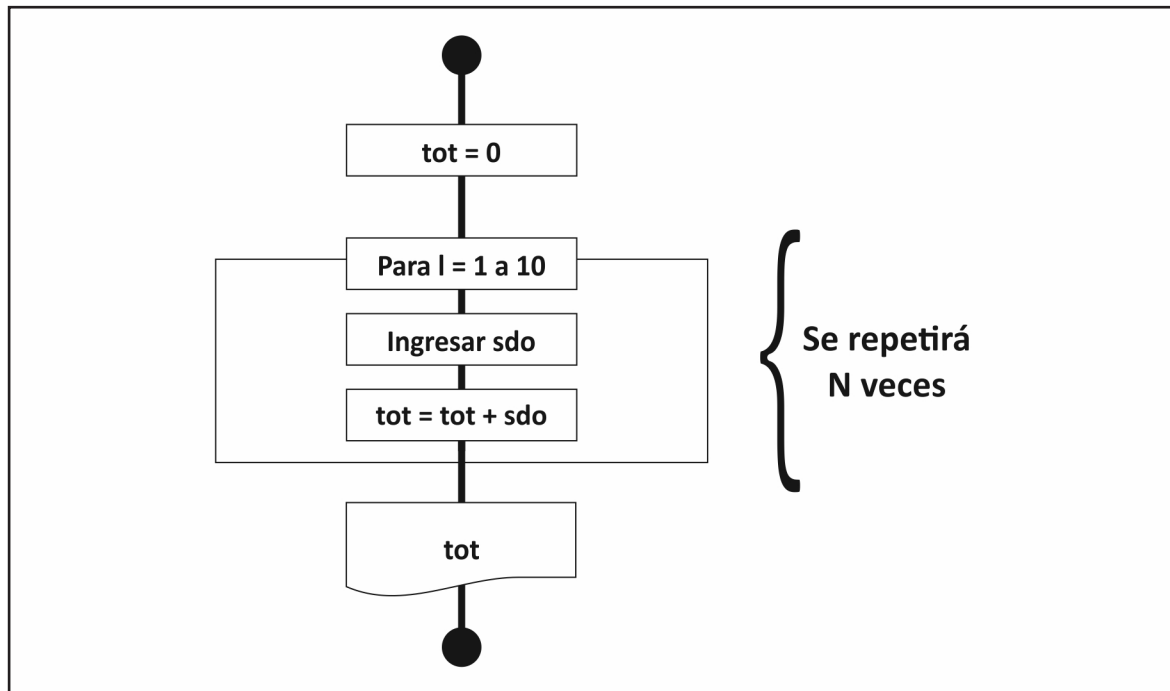 tot = 0
Para l = 1 a 10
Ingresar sdo
tot = tot + sdo
Se repetirá
N veces
tot